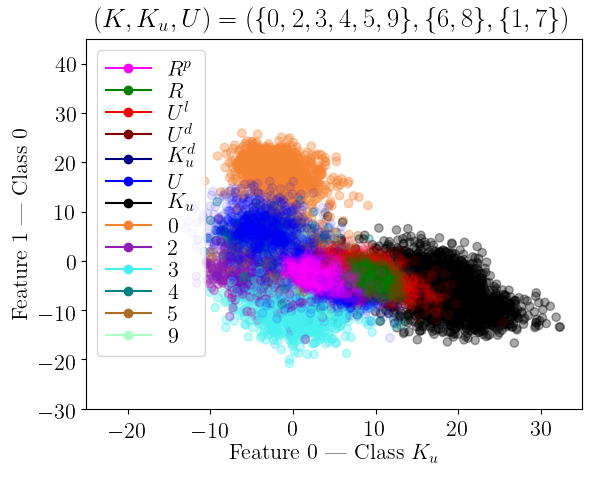 (K, K_u, U) = ({0, 2, 3, 4, 5, 9}, {6, 8}, {1, 7})
40
30
20
10
0
−10
−20
−30
Feature 1 — Class 0
R^p
R
U^l
U^d
K_u^d
U
K_u
0
2
3
4
5
9
−20
−10
0
10
20
30
Feature 0 — Class K_u